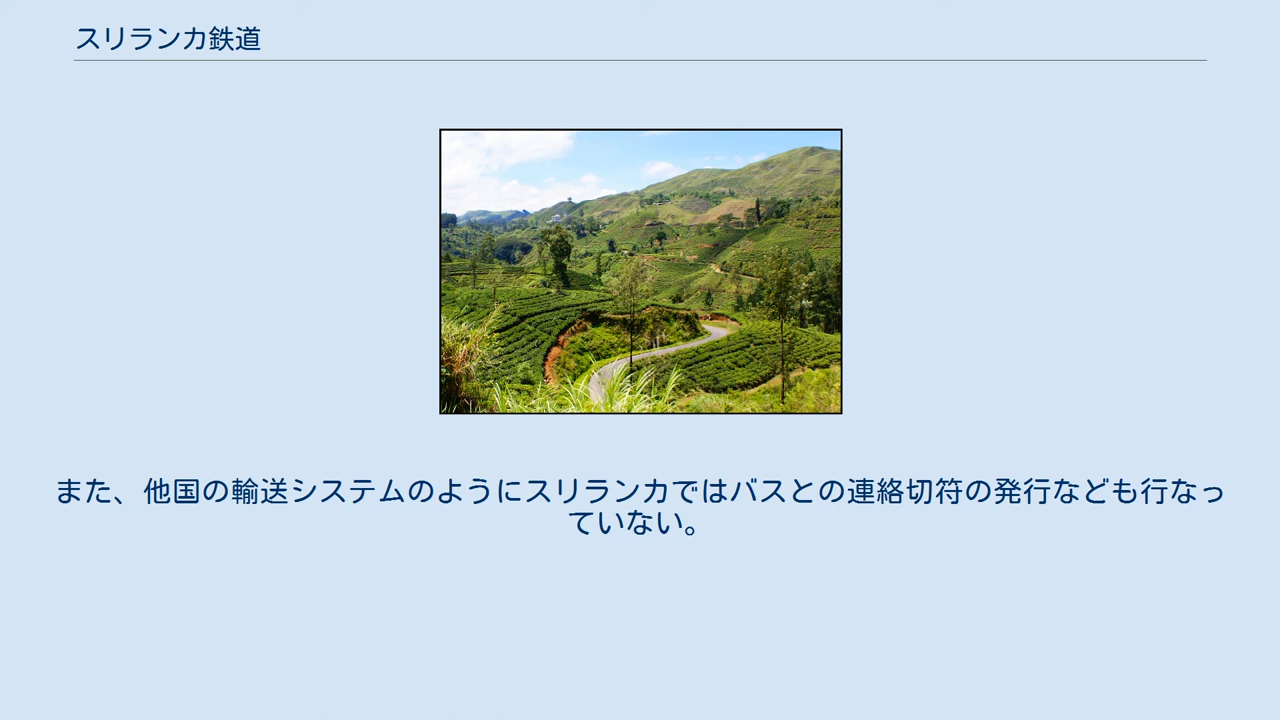 スリランカ鉄道
また、他国の輸送システムのようにスリランカではバスとの連絡切符の発行なども行なっ
ていない。